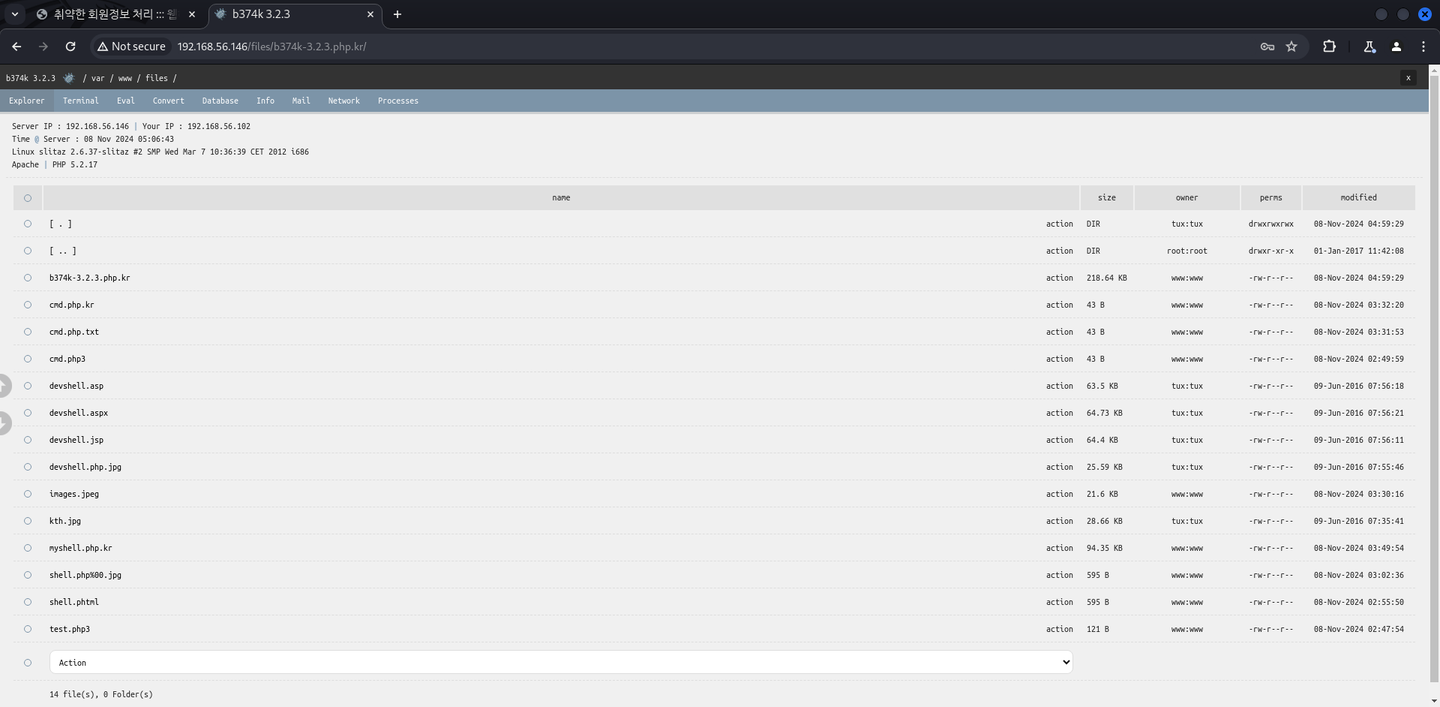 취약한 회원정보 처리 ::: 웹
b374k 3.2.3
Not secure 192.168.56.146/files/b374k-3.2.3.php.kr/
b374k 3.2.3 / var / www / files / x
Explorer Terminal Eval Convert Database Info Mail Network Processes
Server IP : 192.168.56.146 | Your IP : 192.168.56.102
Time @ Server : 08 Nov 2024 05:06:43
Linux slitaz 2.6.37-slitaz #2 SMP Wed Mar 7 10:36:39 CET 2012 i686
Apache | PHP 5.2.17
name size owner perms modified
[ . ] action DIR tux:tux drwxrwxrwx 08-Nov-2024 04:59:29
[ .. ] action DIR root:root drwxr-xr-x 01-Jan-2017 11:42:08
b374k-3.2.3.php.kr action 218.64 KB www:www -rw-r--r-- 08-Nov-2024 04:59:29
cmd.php.kr action 43 B www:www -rw-r--r-- 08-Nov-2024 03:32:20
cmd.php.txt action 43 B www:www -rw-r--r-- 08-Nov-2024 03:31:53
cmd.php3 action 43 B www:www -rw-r--r-- 08-Nov-2024 02:49:59
devshell.asp action 63.5 KB tux:tux -rw-r--r-- 09-Jun-2016 07:56:18
devshell.aspx action 64.73 KB tux:tux -rw-r--r-- 09-Jun-2016 07:56:21
devshell.jsp action 64.4 KB tux:tux -rw-r--r-- 09-Jun-2016 07:56:11
devshell.php.jpg action 25.59 KB tux:tux -rw-r--r-- 09-Jun-2016 07:55:46
images.jpeg action 21.6 KB www:www -rw-r--r-- 08-Nov-2024 03:30:16
kth.jpg action 28.66 KB tux:tux -rw-r--r-- 09-Jun-2016 07:35:41
myshell.php.kr action 94.35 KB www:www -rw-r--r-- 08-Nov-2024 03:49:54
shell.php%00.jpg action 595 B www:www -rw-r--r-- 08-Nov-2024 03:02:36
shell.phtml action 595 B www:www -rw-r--r-- 08-Nov-2024 02:55:50
test.php3 action 121 B www:www -rw-r--r-- 08-Nov-2024 02:47:54
Action
14 file(s), 0 Folder(s)